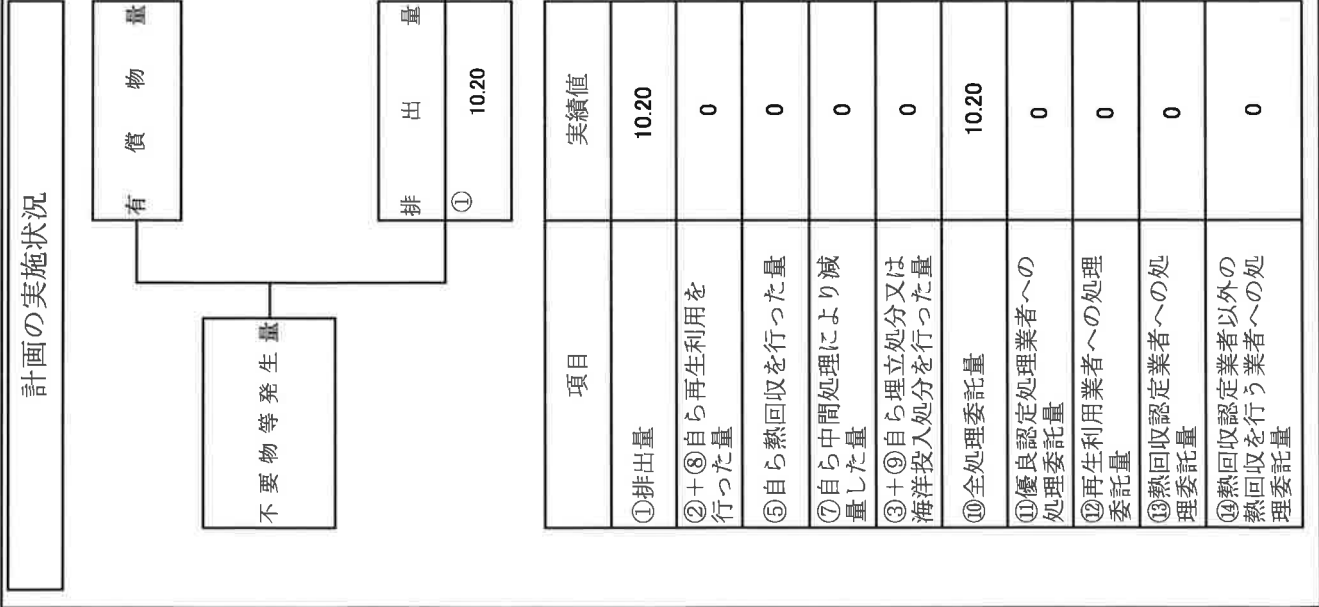 計画の実施状況
有償物量
不要物等発生量
排出量
① 10.20
項目 実績値
①排出量 10.20
②+⑧自ら再生利用を
行った量 0
⑤自ら熱回収を行った量 0
⑦自ら中間処理により減
量した量 0
③+⑨自ら埋立処分又は
海洋投入処分を行った量 0
⑩全処理委託量 10.20
⑪優良認定処理業者への
処理委託量 0
⑫再生利用業者への処理
委託量 0
⑬熱回収認定業者への処
理委託量 0
⑭熱回収認定業者以外の
熱回収を行う業者への処
理委託量 0